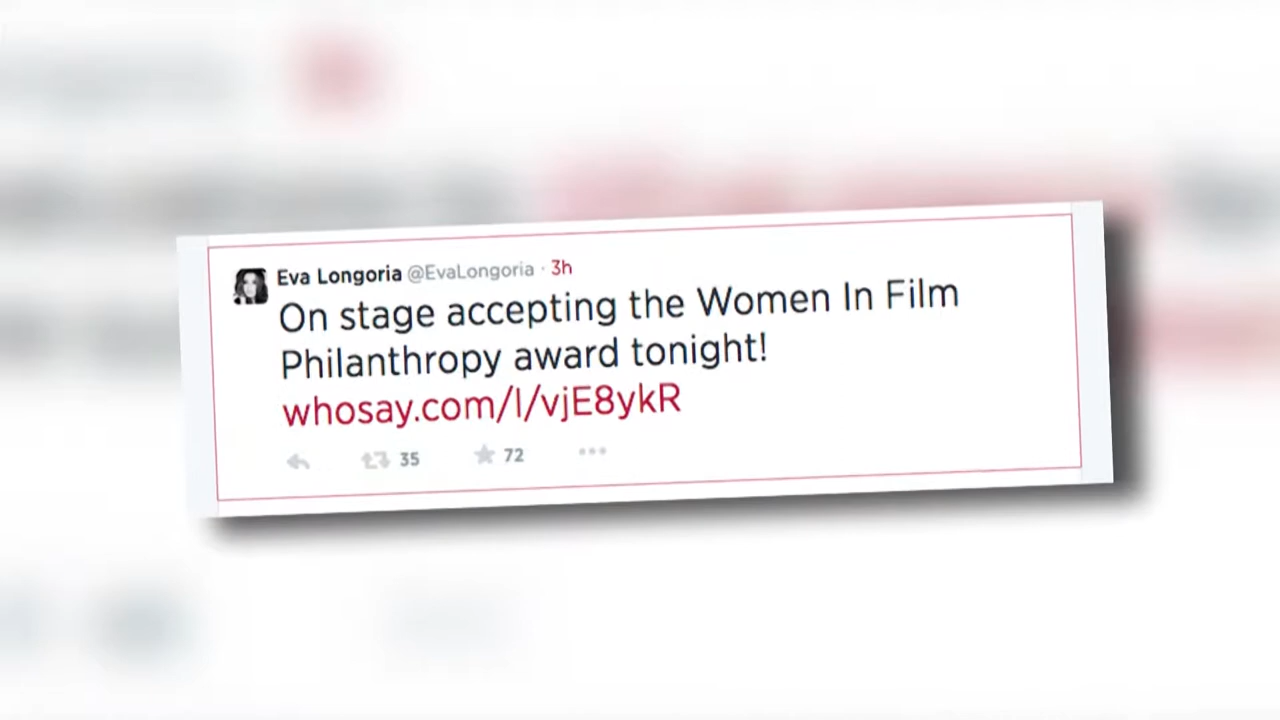 Eva Longoria @EvaLongoria · 3h
On stage accepting the Women In Film
Philanthropy award tonight!
whosay.com/l/vjE8ykR
35 72